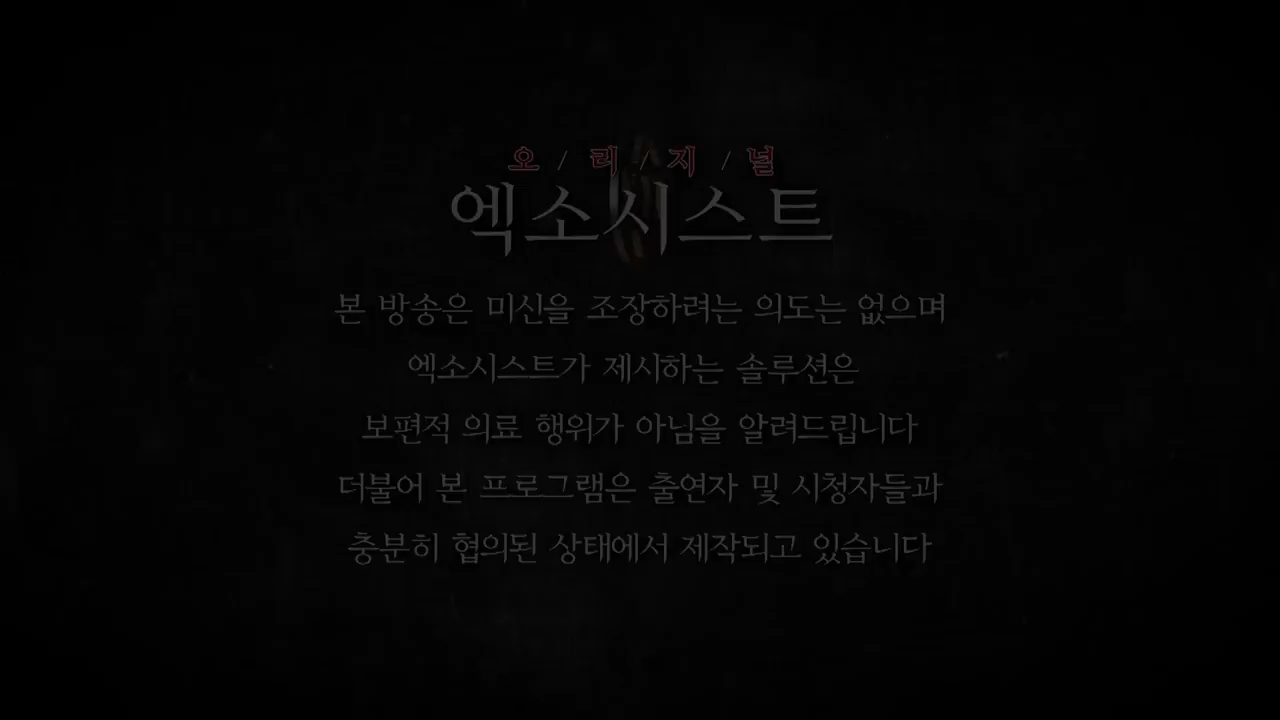 오/리/지/널
엑소시스트
본 방송은 미신을 조장하려는 의도는 없으며
엑소시스트가 제시하는 솔루션은
보편적 의료 행위가 아님을 알려드립니다
더불어 본 프로그램은 출연자 및 시청자들과
충분히 협의된 상태에서 제작되고 있습니다